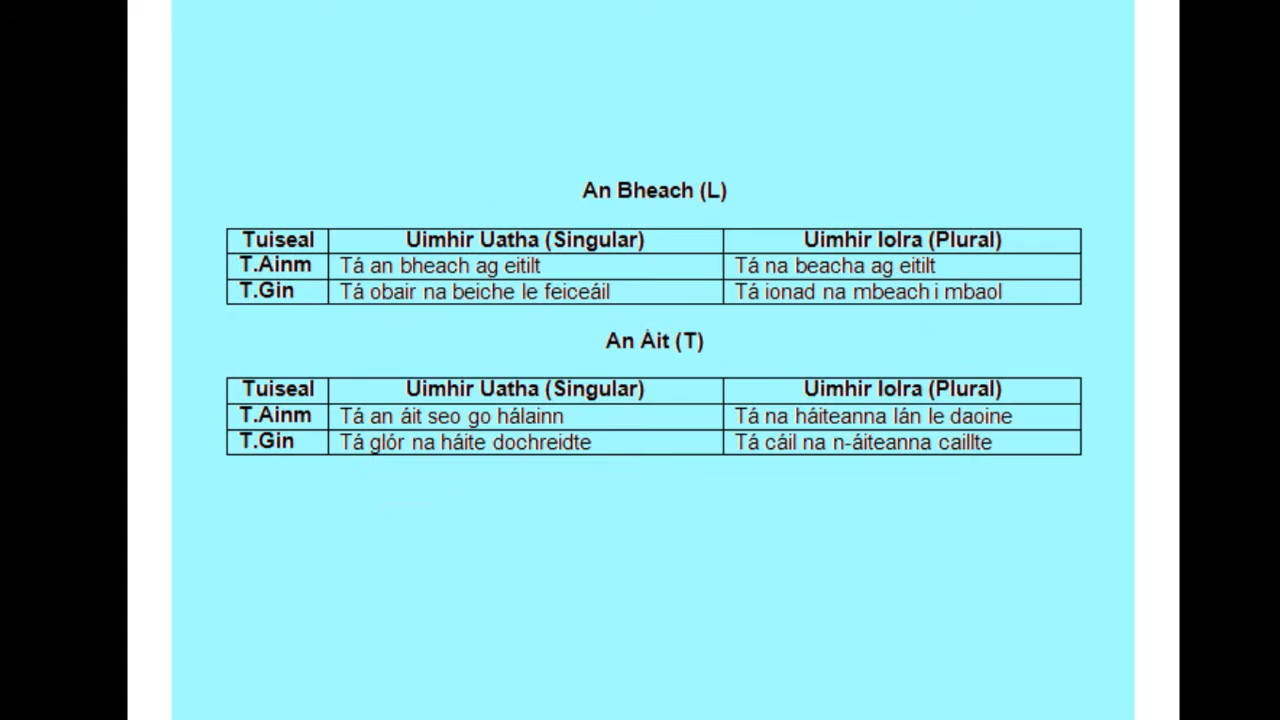 An Bheach (L)
Tuiseal Uimhir Uatha (Singular) Uimhir Iolra (Plural)
T.Ainm Tá an bheach ag eitilt Tá na beacha ag eitilt
T.Gin Tá obair na beiche le feiceáil Tá ionad na mbeach i mbaol
An Áit (T)
Tuiseal Uimhir Uatha (Singular) Uimhir Iolra (Plural)
T.Ainm Tá an áit seo go hálainn Tá na háiteanna lán le daoine
T.Gin Tá glór na háite dochreidte Tá cáil na n-áiteanna caillte